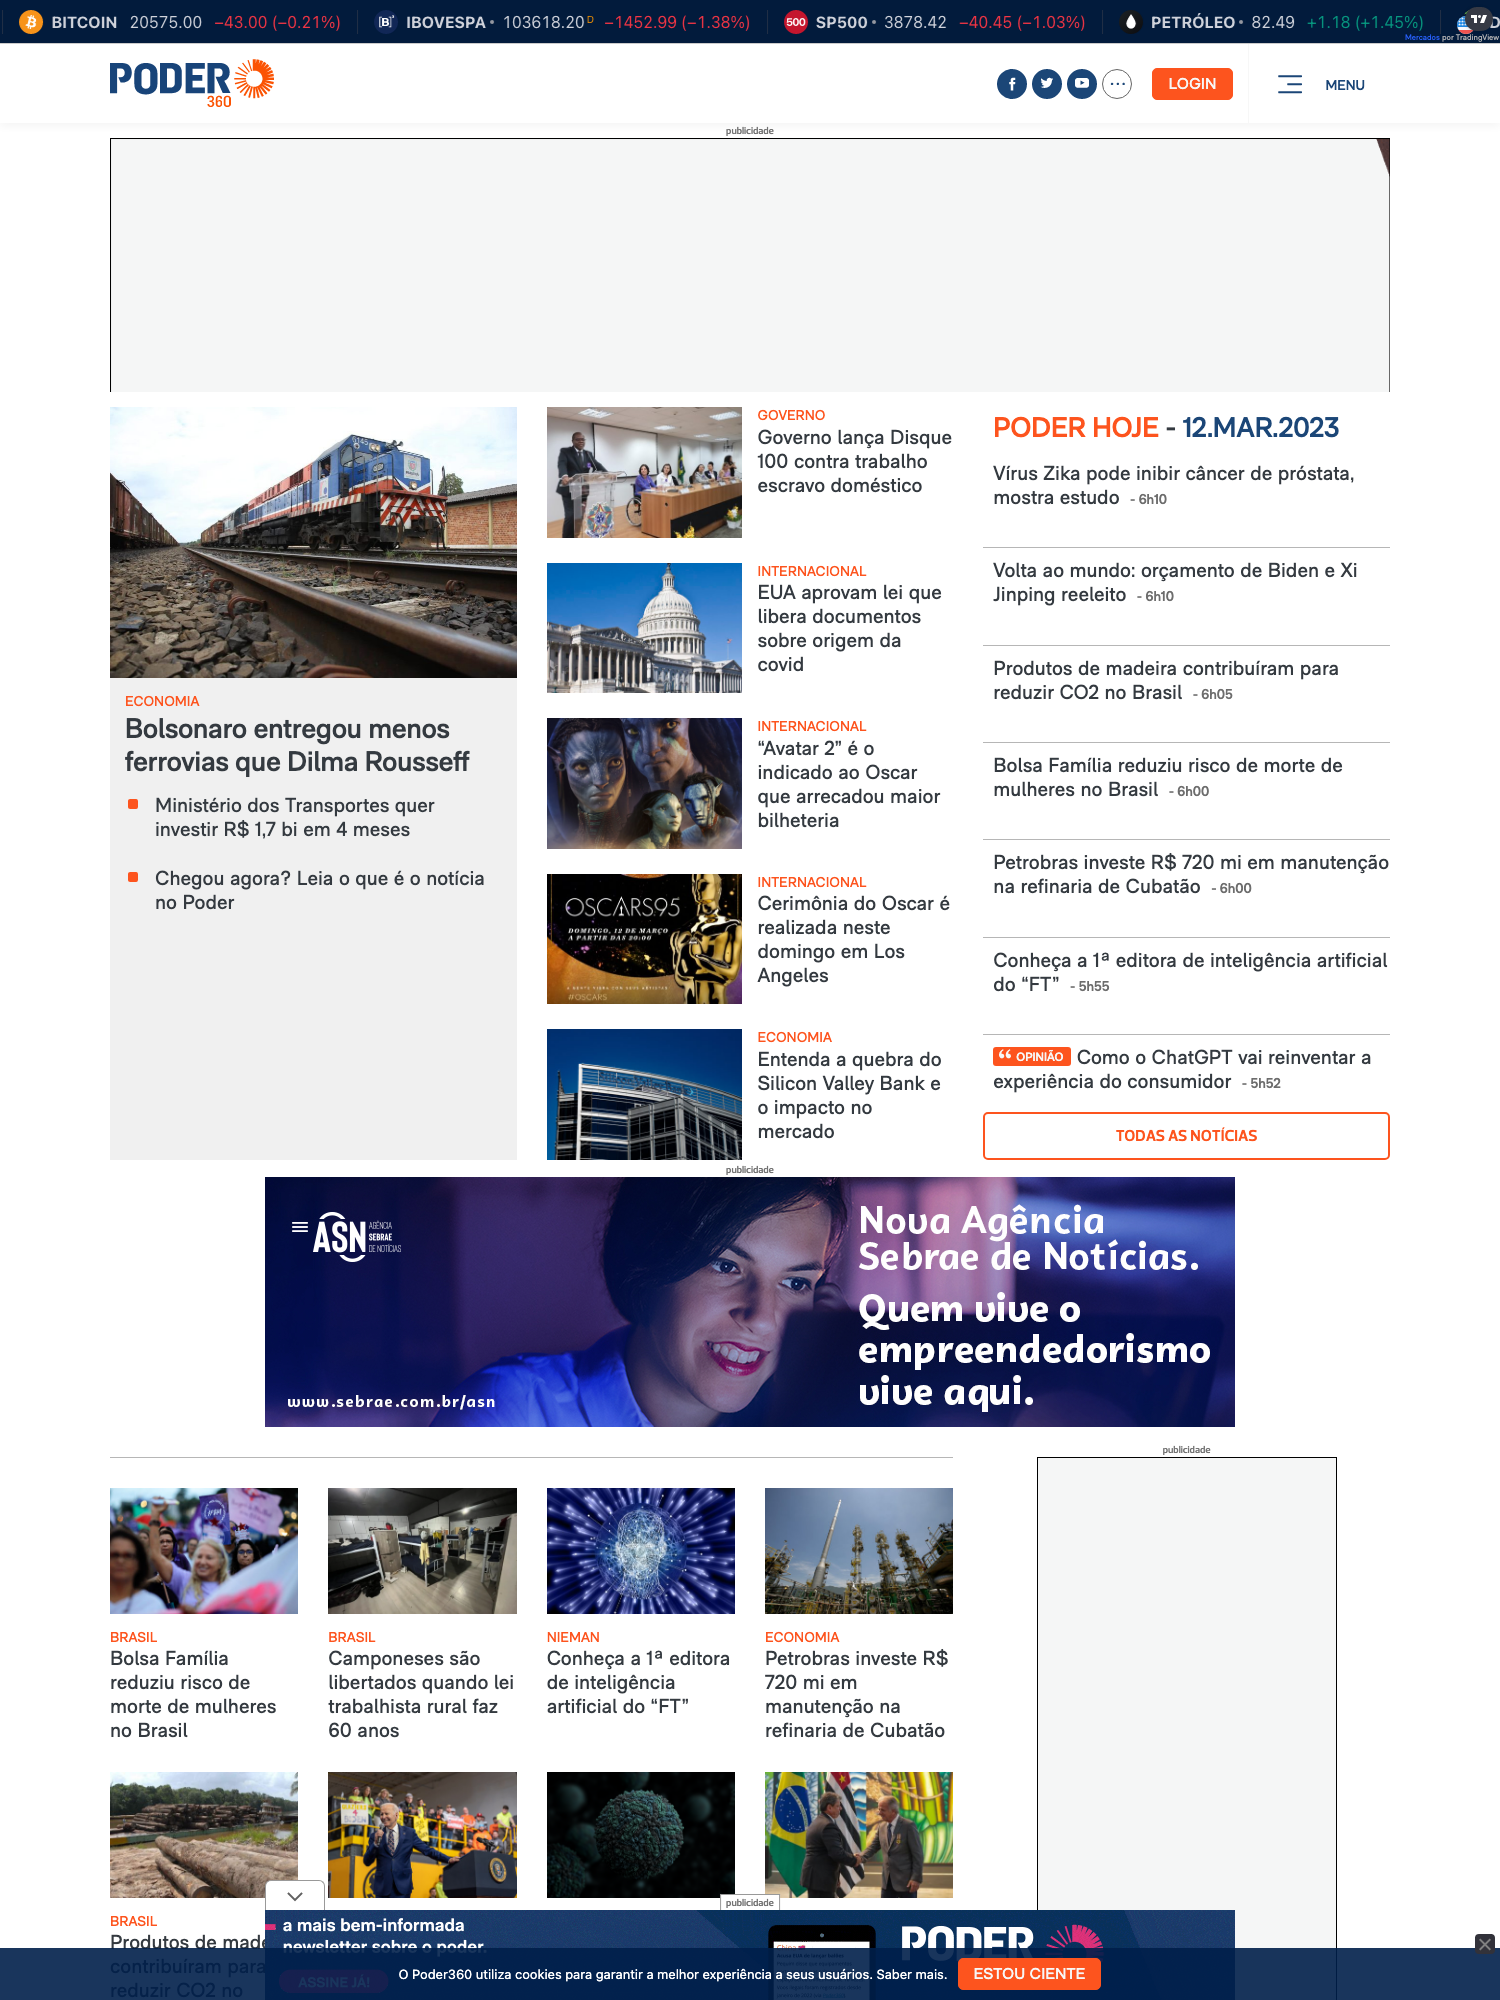 BITCOIN 20575.00 −43.00 (−0.21%) IBOVESPA 103618.20 D −1452.99 (−1.38%) 500 SP500 3878.42 −40.45 (−1.03%) PETRÓLEO 82.49 +1.18 (+1.45%)
Mercados por TradingView
PODER
360
LOGIN
MENU
publicidade
ECONOMIA
Bolsonaro entregou menos
ferrovias que Dilma Rousseff
Ministério dos Transportes quer
investir R$ 1,7 bi em 4 meses
Chegou agora? Leia o que é o notícia
no Poder
GOVERNO
Governo lança Disque
100 contra trabalho
escravo doméstico
INTERNACIONAL
EUA aprovam lei que
libera documentos
sobre origem da
covid
INTERNACIONAL
“Avatar 2” é o
indicado ao Oscar
que arrecadou maior
bilheteria
OSCARS95
DOMINGO, 12 DE MARÇO
A PARTIR DAS 20:00
#OSCARS
INTERNACIONAL
Cerimônia do Oscar é
realizada neste
domingo em Los
Angeles
ECONOMIA
Entenda a quebra do
Silicon Valley Bank e
o impacto no
mercado
PODER HOJE - 12.MAR.2023
Vírus Zika pode inibir câncer de próstata,
mostra estudo - 6h10
Volta ao mundo: orçamento de Biden e Xi
Jinping reeleito - 6h10
Produtos de madeira contribuíram para
reduzir CO2 no Brasil - 6h05
Bolsa Família reduziu risco de morte de
mulheres no Brasil - 6h00
Petrobras investe R$ 720 mi em manutenção
na refinaria de Cubatão - 6h00
Conheça a 1ª editora de inteligência artificial
do “FT” - 5h55
OPINIÃO Como o ChatGPT vai reinventar a
experiência do consumidor - 5h52
TODAS AS NOTÍCIAS
publicidade
ASN AGÊNCIA
SEBRAE
DE NOTÍCIAS
Nova Agência
Sebrae de Notícias.
Quem vive o
empreendedorismo
vive aqui.
www.sebrae.com.br/asn
publicidade
BRASIL
Bolsa Família
reduziu risco de
morte de mulheres
no Brasil
BRASIL
Camponeses são
libertados quando lei
trabalhista rural faz
60 anos
NIEMAN
Conheça a 1ª editora
de inteligência
artificial do “FT”
ECONOMIA
Petrobras investe R$
720 mi em
manutenção na
refinaria de Cubatão
publicidade
BRASIL
Produtos de made
contribuíram para
reduzir CO2 no
a mais bem-informada
newsletter sobre o poder.
ASSINE JÁ!
PODER
O Poder360 utiliza cookies para garantir a melhor experiência a seus usuários. Saber mais.
ESTOU CIENTE